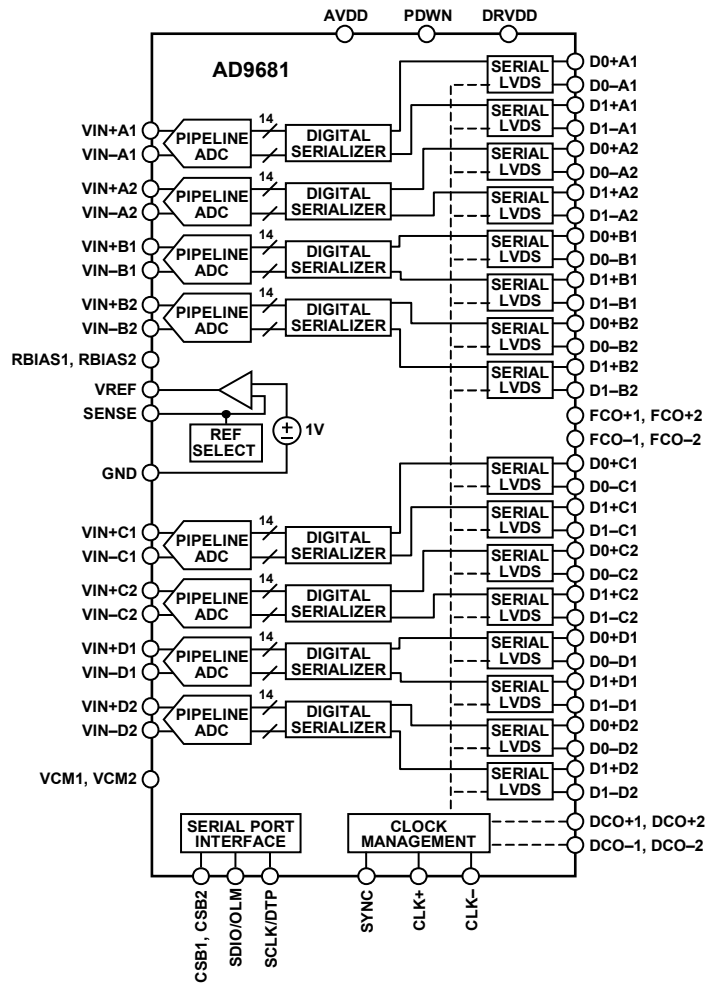 AVDD PDWN DRVDD
AD9681
VIN+A1
VIN–A1
PIPELINE
ADC
14
DIGITAL
SERIALIZER
SERIAL
LVDS
D0+A1
D0–A1
SERIAL
LVDS
D1+A1
D1–A1
VIN+A2
VIN–A2
PIPELINE
ADC
14
DIGITAL
SERIALIZER
SERIAL
LVDS
D0+A2
D0–A2
SERIAL
LVDS
D1+A2
D1–A2
VIN+B1
VIN–B1
PIPELINE
ADC
14
DIGITAL
SERIALIZER
SERIAL
LVDS
D0+B1
D0–B1
SERIAL
LVDS
D1+B1
D1–B1
VIN+B2
VIN–B2
PIPELINE
ADC
14
DIGITAL
SERIALIZER
SERIAL
LVDS
D0+B2
D0–B2
SERIAL
LVDS
D1+B2
D1–B2
RBIAS1, RBIAS2
VREF
SENSE
REF
SELECT
1V
GND
FCO+1, FCO+2
FCO–1, FCO–2
VIN+C1
VIN–C1
PIPELINE
ADC
14
DIGITAL
SERIALIZER
SERIAL
LVDS
D0+C1
D0–C1
SERIAL
LVDS
D1+C1
D1–C1
VIN+C2
VIN–C2
PIPELINE
ADC
14
DIGITAL
SERIALIZER
SERIAL
LVDS
D0+C2
D0–C2
SERIAL
LVDS
D1+C2
D1–C2
VIN+D1
VIN–D1
PIPELINE
ADC
14
DIGITAL
SERIALIZER
SERIAL
LVDS
D0+D1
D0–D1
SERIAL
LVDS
D1+D1
D1–D1
VIN+D2
VIN–D2
PIPELINE
ADC
14
DIGITAL
SERIALIZER
SERIAL
LVDS
D0+D2
D0–D2
SERIAL
LVDS
D1+D2
D1–D2
VCM1, VCM2
SERIAL PORT
INTERFACE
CLOCK
MANAGEMENT
DCO+1, DCO+2
DCO–1, DCO–2
CSB1, CSB2
SDIO/OLM
SCLK/DTP
SYNC
CLK+
CLK–